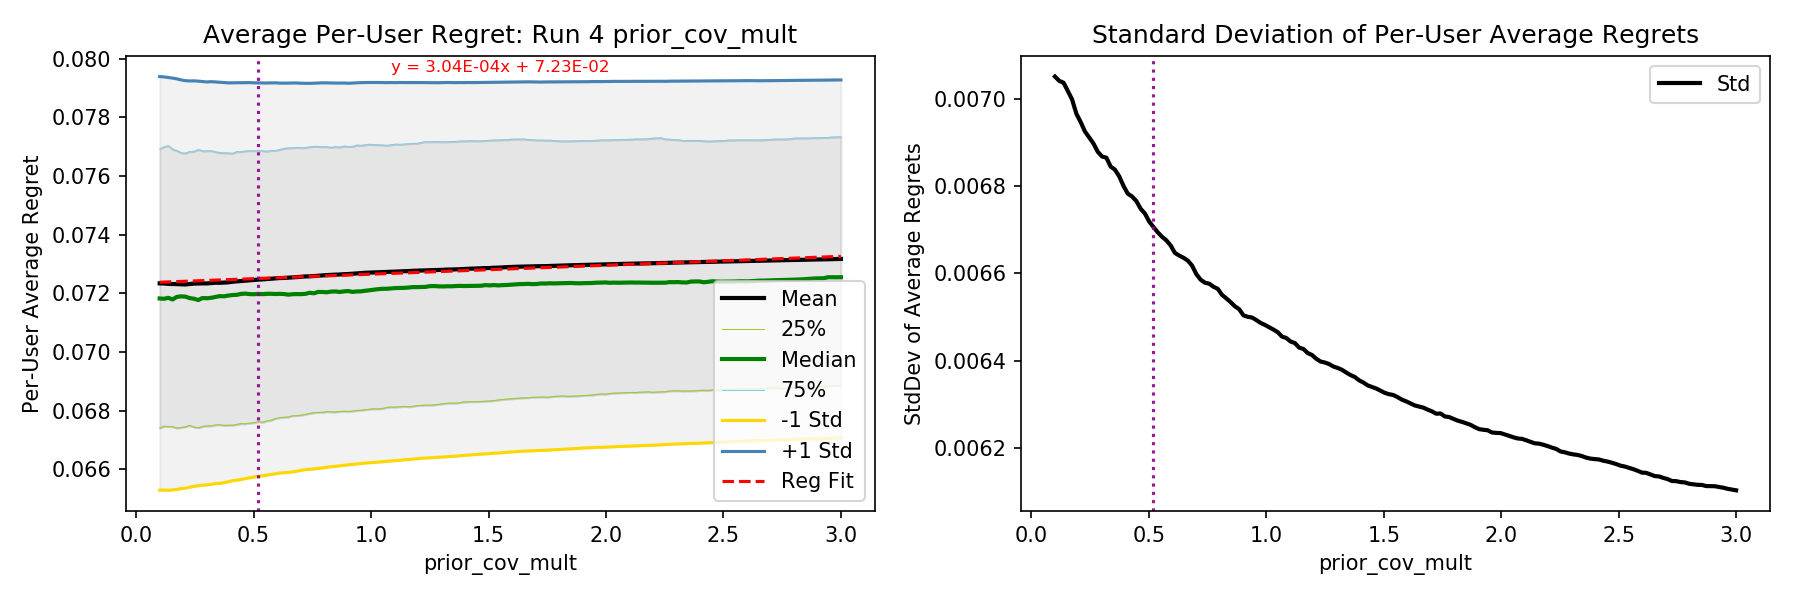 Average Per-User Regret: Run 4 prior_cov_mult
y = 3.04E-04x + 7.23E-02
Per-User Average Regret
0.080
0.078
0.076
0.074
0.072
0.070
0.068
0.066
0.0
0.5
1.0
1.5
2.0
2.5
3.0
prior_cov_mult
Mean
25%
Median
75%
-1 Std
+1 Std
Reg Fit
Standard Deviation of Per-User Average Regrets
StdDev of Average Regrets
0.0070
0.0068
0.0066
0.0064
0.0062
0.0
0.5
1.0
1.5
2.0
2.5
3.0
prior_cov_mult
Std